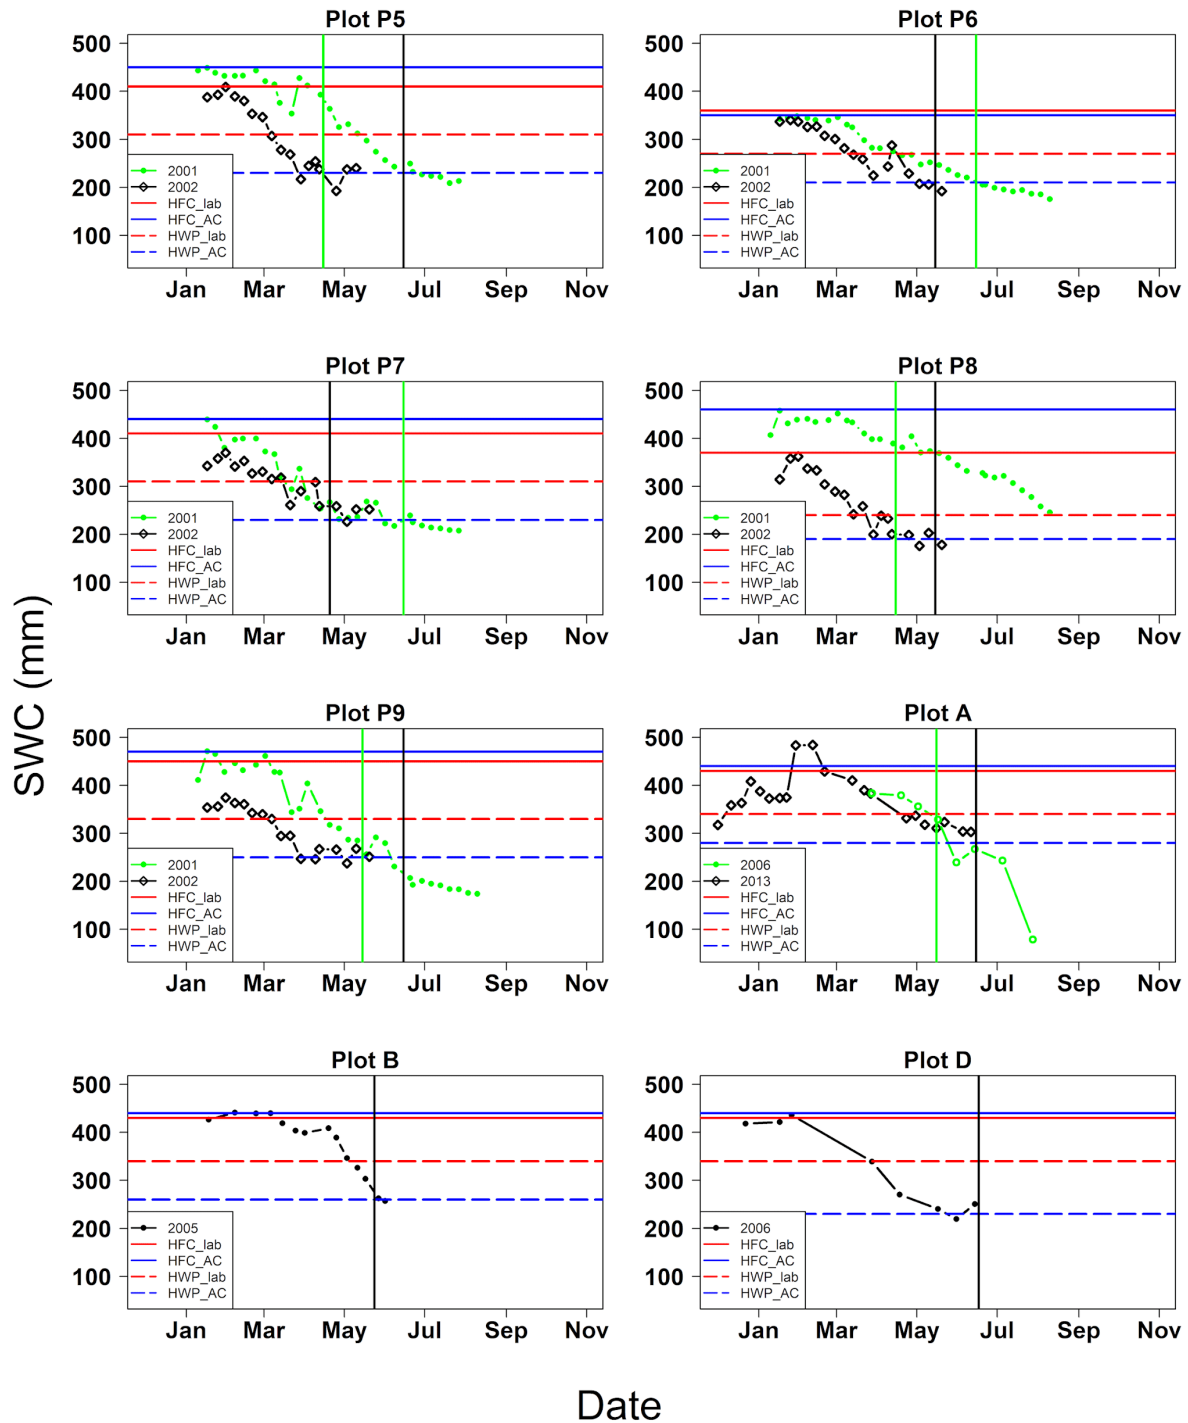 Plot P5
500
400
300
200
100
2001
2002
HFC_lab
HFC_AC
HWP_lab
HWP_AC
Jan Mar May Jul Sep Nov
Plot P6
500
400
300
200
100
2001
2002
HFC_lab
HFC_AC
HWP_lab
HWP_AC
Jan Mar May Jul Sep Nov
Plot P7
500
400
300
200
100
2001
2002
HFC_lab
HFC_AC
HWP_lab
HWP_AC
Jan Mar May Jul Sep Nov
Plot P8
500
400
300
200
100
2001
2002
HFC_lab
HFC_AC
HWP_lab
HWP_AC
Jan Mar May Jul Sep Nov
SWC (mm)
Plot P9
500
400
300
200
100
2001
2002
HFC_lab
HFC_AC
HWP_lab
HWP_AC
Jan Mar May Jul Sep Nov
Plot A
500
400
300
200
100
2006
2013
HFC_lab
HFC_AC
HWP_lab
HWP_AC
Jan Mar May Jul Sep Nov
Plot B
500
400
300
200
100
2005
HFC_lab
HFC_AC
HWP_lab
HWP_AC
Jan Mar May Jul Sep Nov
Plot D
500
400
300
200
100
2006
HFC_lab
HFC_AC
HWP_lab
HWP_AC
Jan Mar May Jul Sep Nov
Date